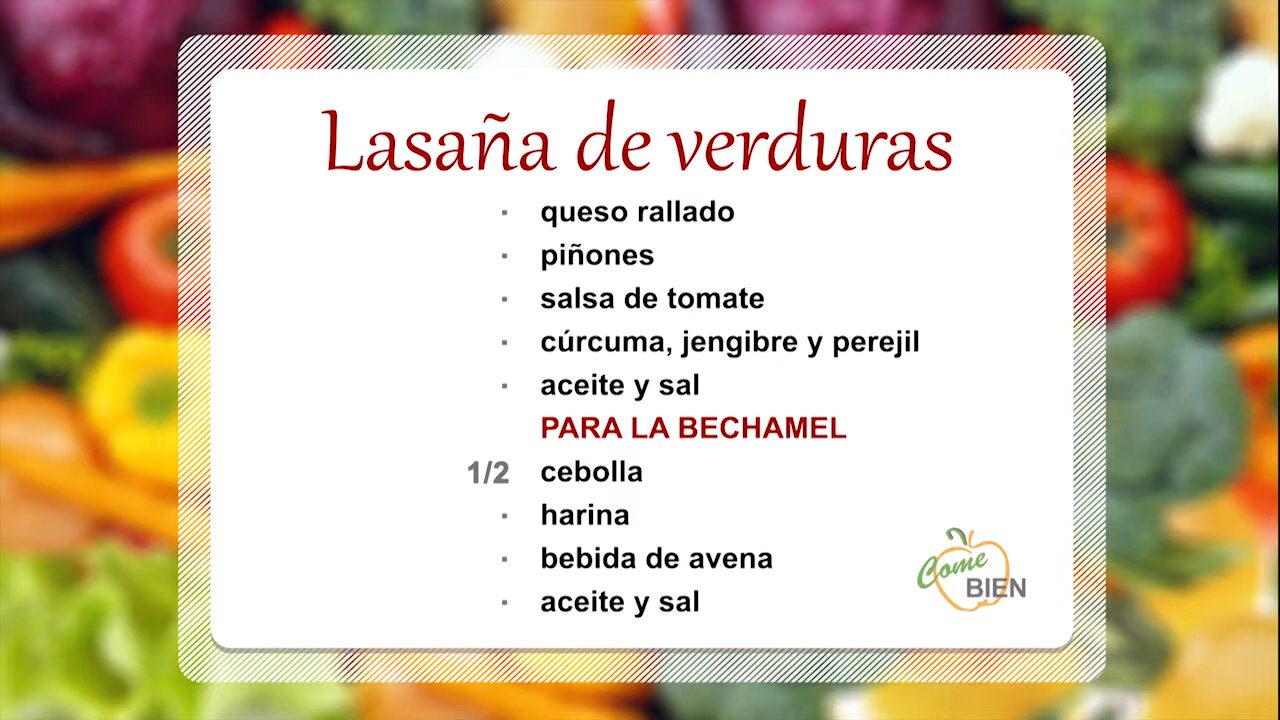 Lasaña de verduras
· queso rallado
· piñones
· salsa de tomate
· cúrcuma, jengibre y perejil
· aceite y sal
PARA LA BECHAMEL
1/2 cebolla
· harina
· bebida de avena
· aceite y sal
Come
BIEN